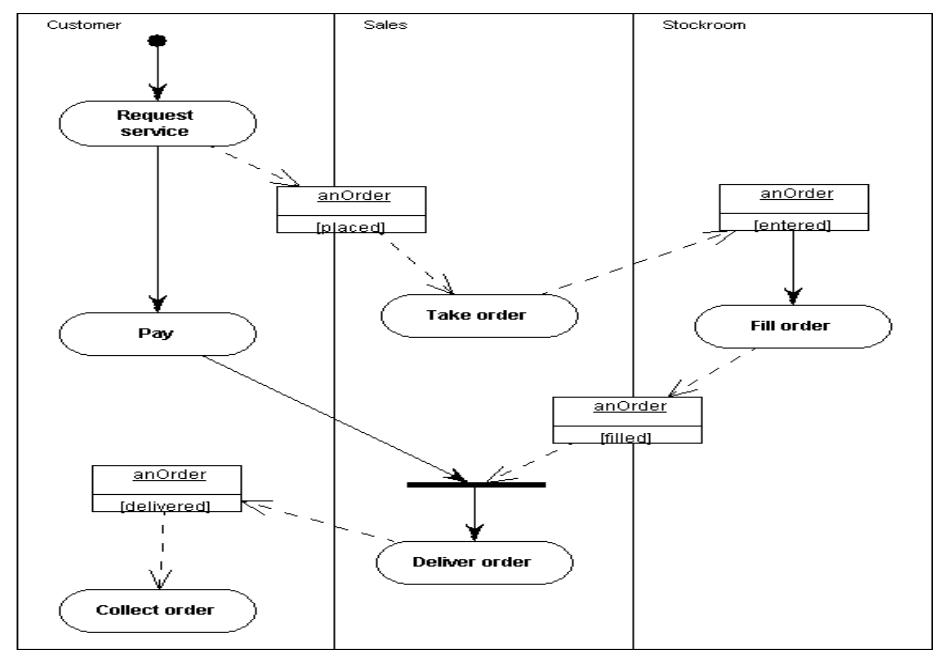 Customer
Sales
Stockroom
Request
service
anOrder
[placed]
anOrder
[entered]
Take order
Fill order
Pay
anOrder
[filled]
anOrder
[delivered]
Deliver order
Collect order